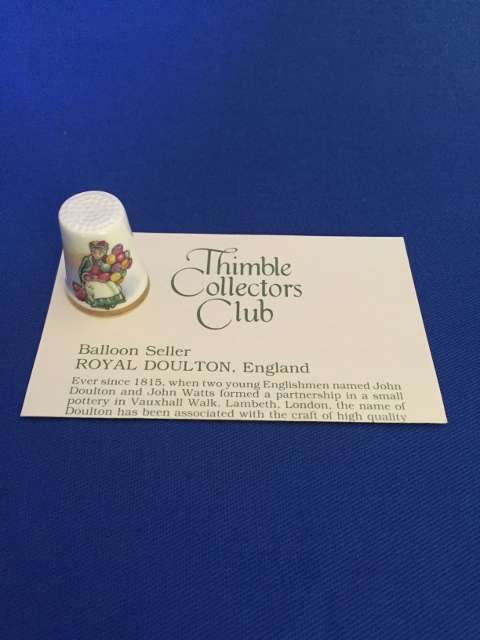 Thimble
Collectors
Club
Balloon Seller
ROYAL DOULTON, England
Ever since 1815, when two young Englishmen named John
Doulton and John Watts formed a partnership in a small
pottery in Vauxhall Walk, Lambeth, London, the name of
Doulton has been associated with the craft of high quality